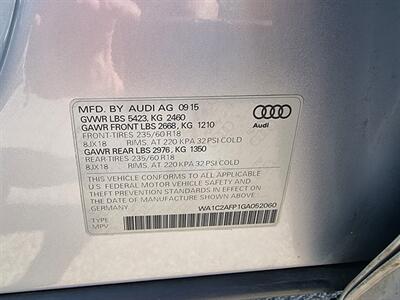 MFD. BY AUDI AG 09 15
GVWR LBS 5423, KG 2460
GAWR FRONT LBS 2668, KG 1210
FRONT-TIRES 235/60 R18
8JX18 RIMS. AT 220 KPA 32 PSI COLD
GAWR REAR LBS 2976, KG 1350
REAR-TIRES 235/60 R18
8JX18 RIMS. AT 220 KPA 32 PSI COLD
Audi
THIS VEHICLE CONFORMS TO ALL APPLICABLE
U.S. FEDERAL MOTOR VEHICLE SAFETY AND
THEFT PREVENTION STANDARDS IN EFFECT ON
THE DATE OF MANUFACTURE SHOWN ABOVE.
GERMANY WA1C2AFP1GA052060
TYPE
MPV